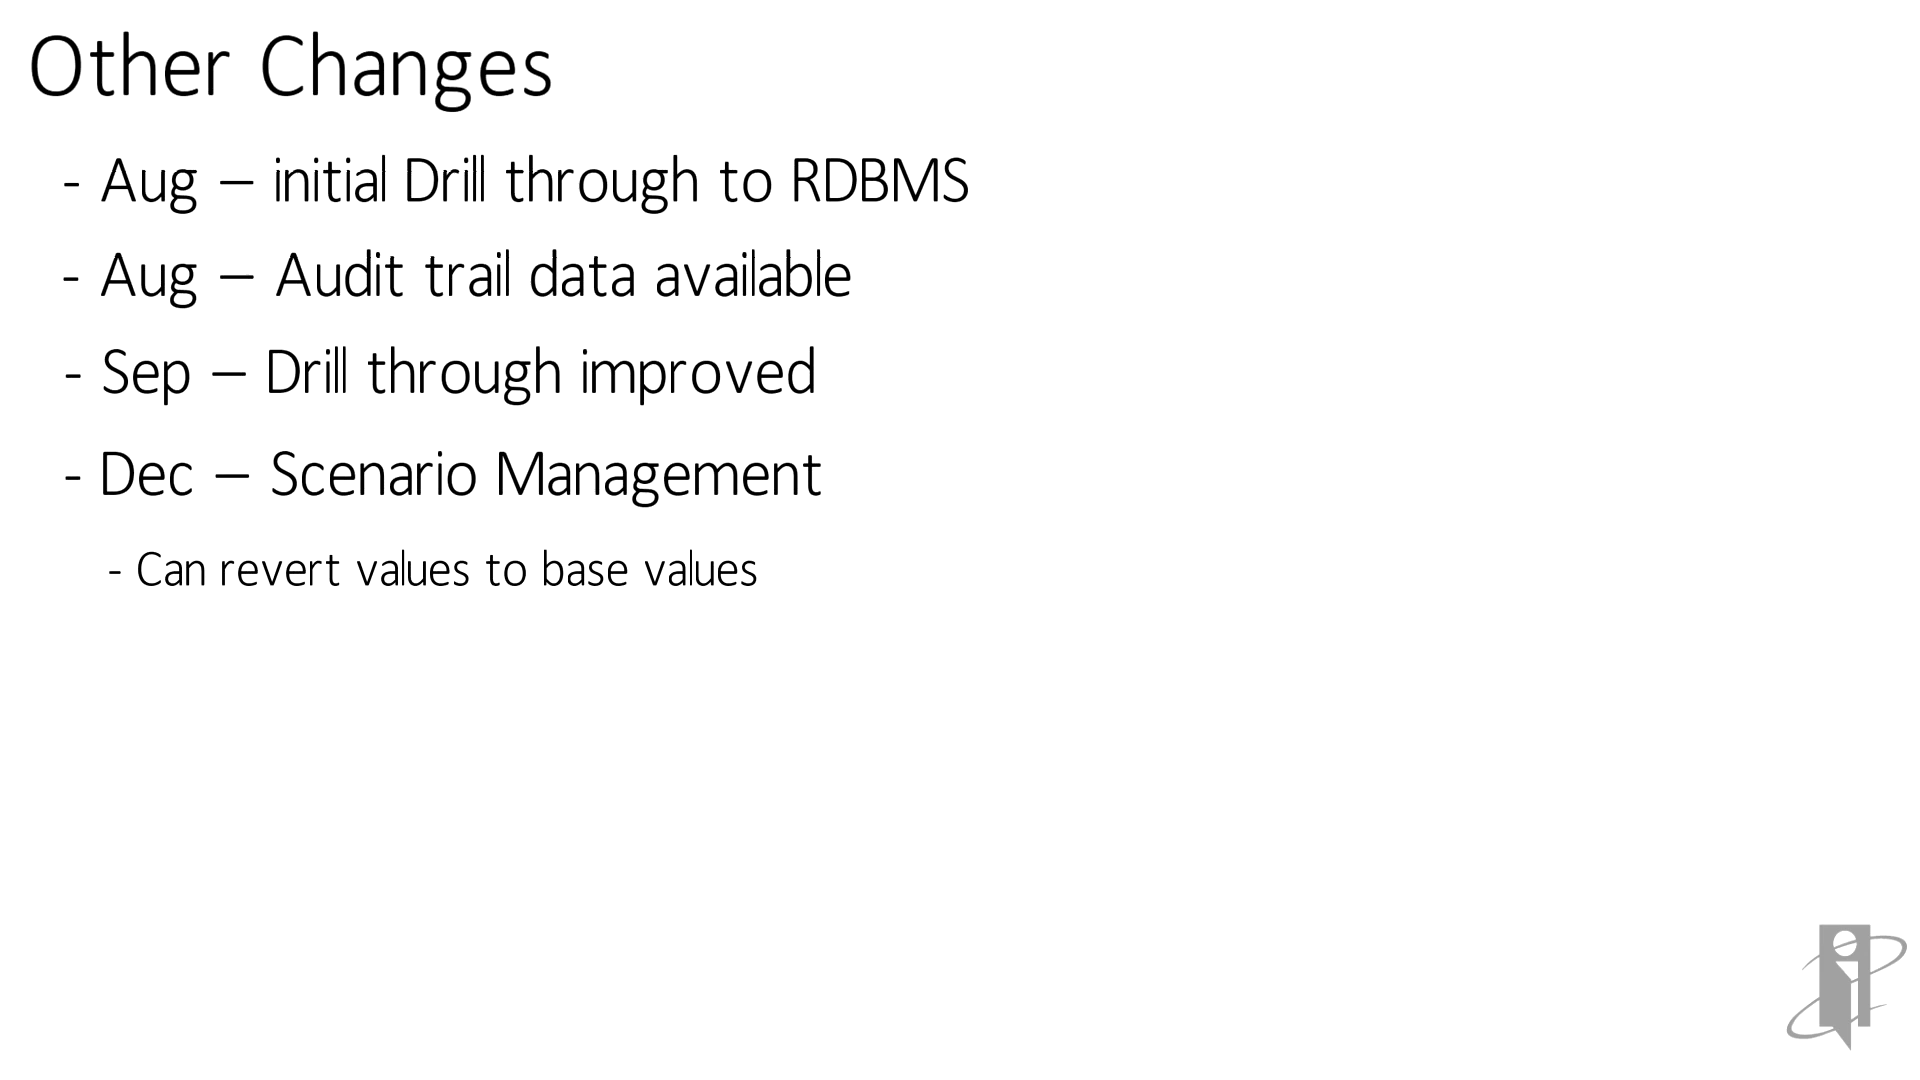 Other Changes
- Aug – initial Drill through to RDBMS
- Aug – Audit trail data available
- Sep – Drill through improved
- Dec – Scenario Management
- Can revert values to base values